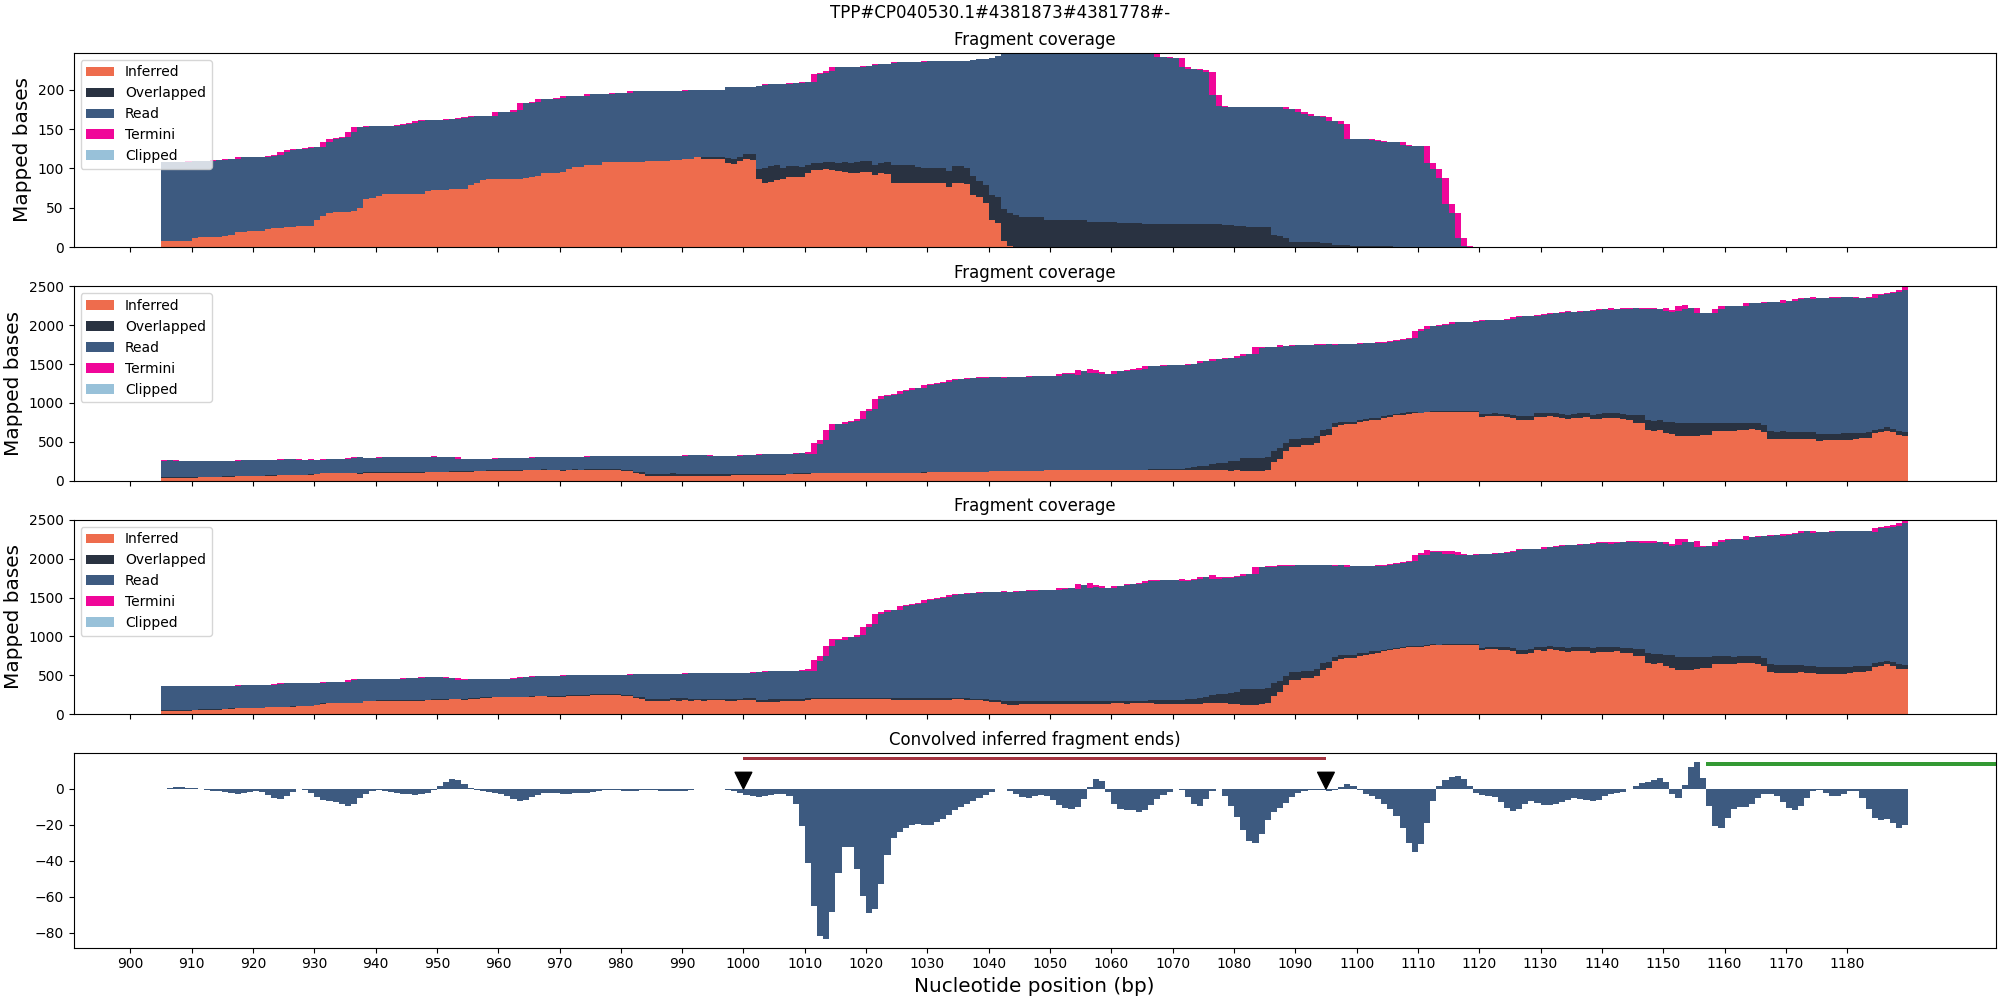 TPP#CP040530.1#4381873#4381778#-
Fragment coverage
Mapped bases
200
150
100
50
0
Inferred
Overlapped
Read
Termini
Clipped
Fragment coverage
Mapped bases
2500
2000
1500
1000
500
0
Inferred
Overlapped
Read
Termini
Clipped
Fragment coverage
Mapped bases
2500
2000
1500
1000
500
0
Inferred
Overlapped
Read
Termini
Clipped
Convolved inferred fragment ends)
0
−20
−40
−60
−80
900 910 920 930 940 950 960 970 980 990 1000 1010 1020 1030 1040 1050 1060 1070 1080 1090 1100 1110 1120 1130 1140 1150 1160 1170 1180
Nucleotide position (bp)